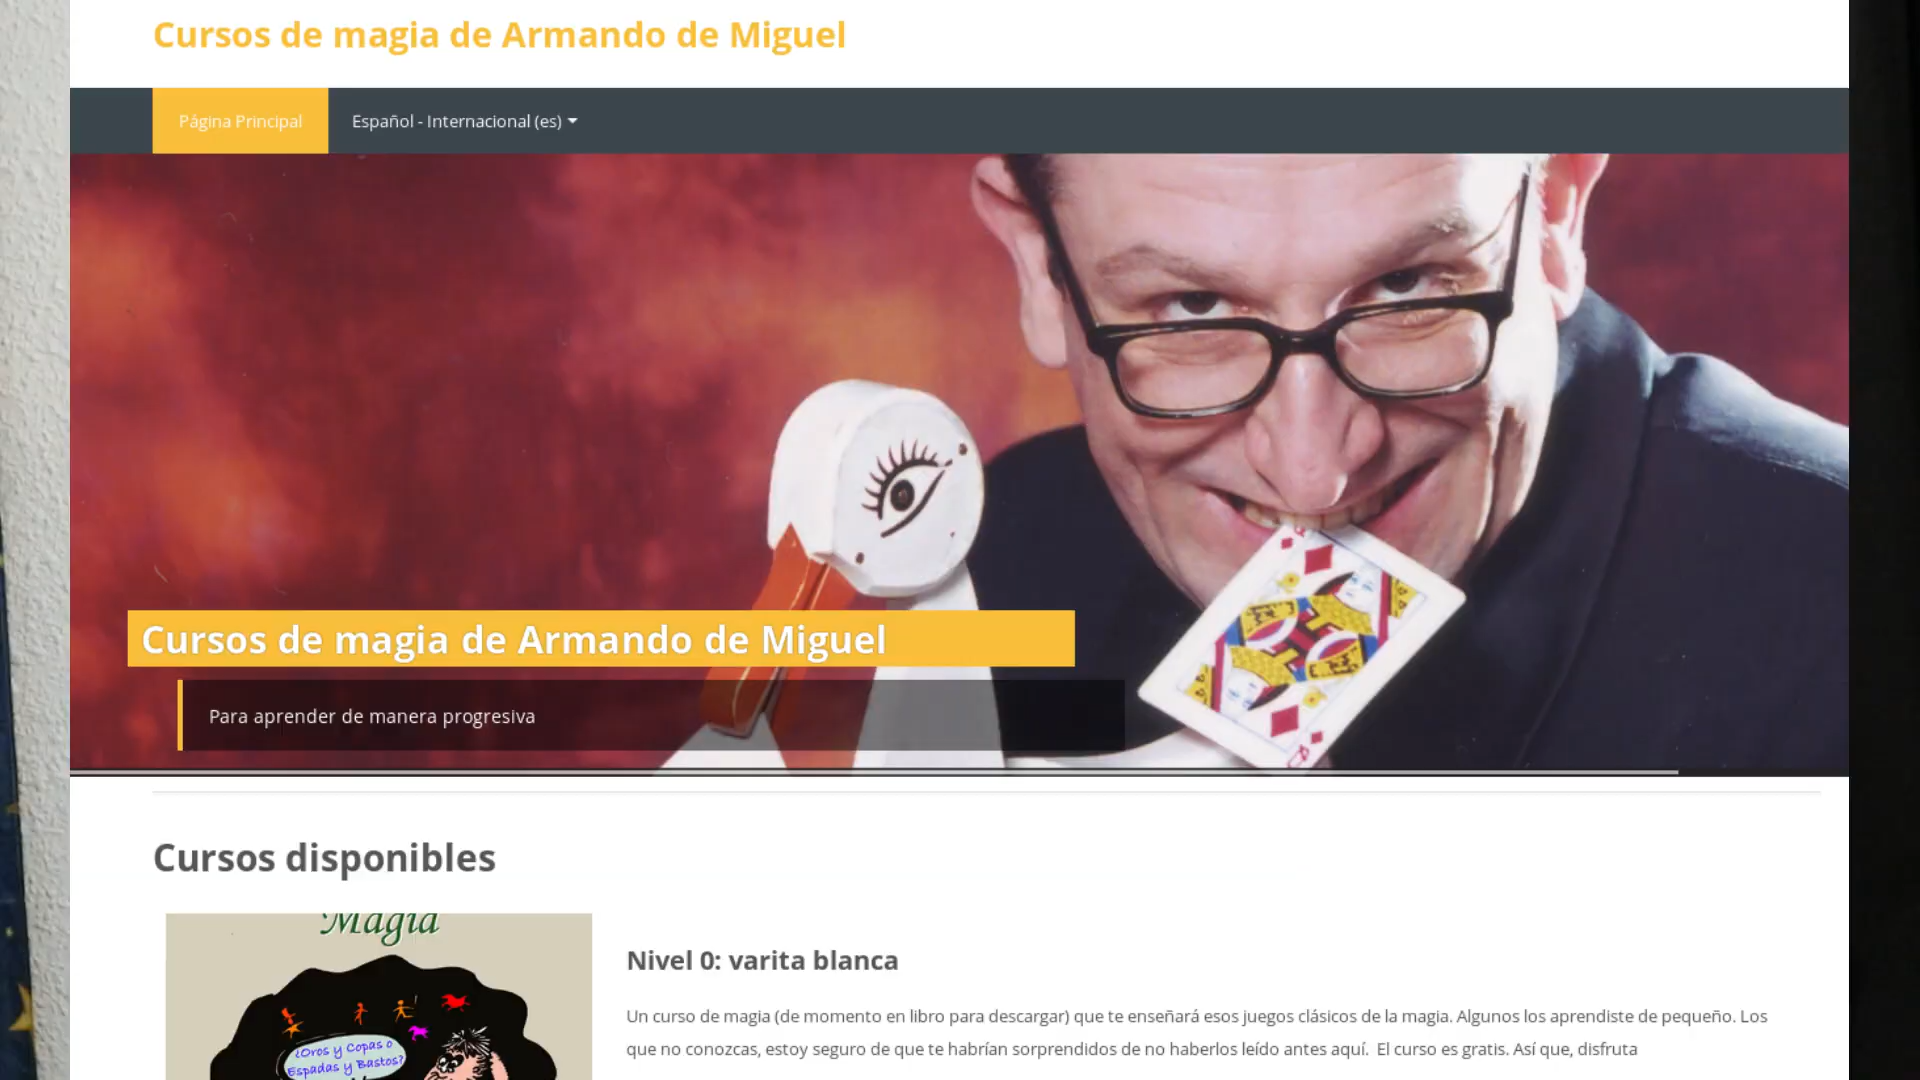 Cursos de magia de Armando de Miguel
Página Principal
Español - Internacional (es)
Cursos de magia de Armando de Miguel
Para aprender de manera progresiva
Cursos disponibles
Magia
¿Oros y Copas o
Espadas y Bastos?
Nivel 0: varita blanca
Un curso de magia (de momento en libro para descargar) que te enseñará esos juegos clásicos de la magia. Algunos los aprendiste de pequeño. Los
que no conozcas, estoy seguro de que te habrían sorprendidos de no haberlos leído antes aquí. El curso es gratis. Así que, disfruta